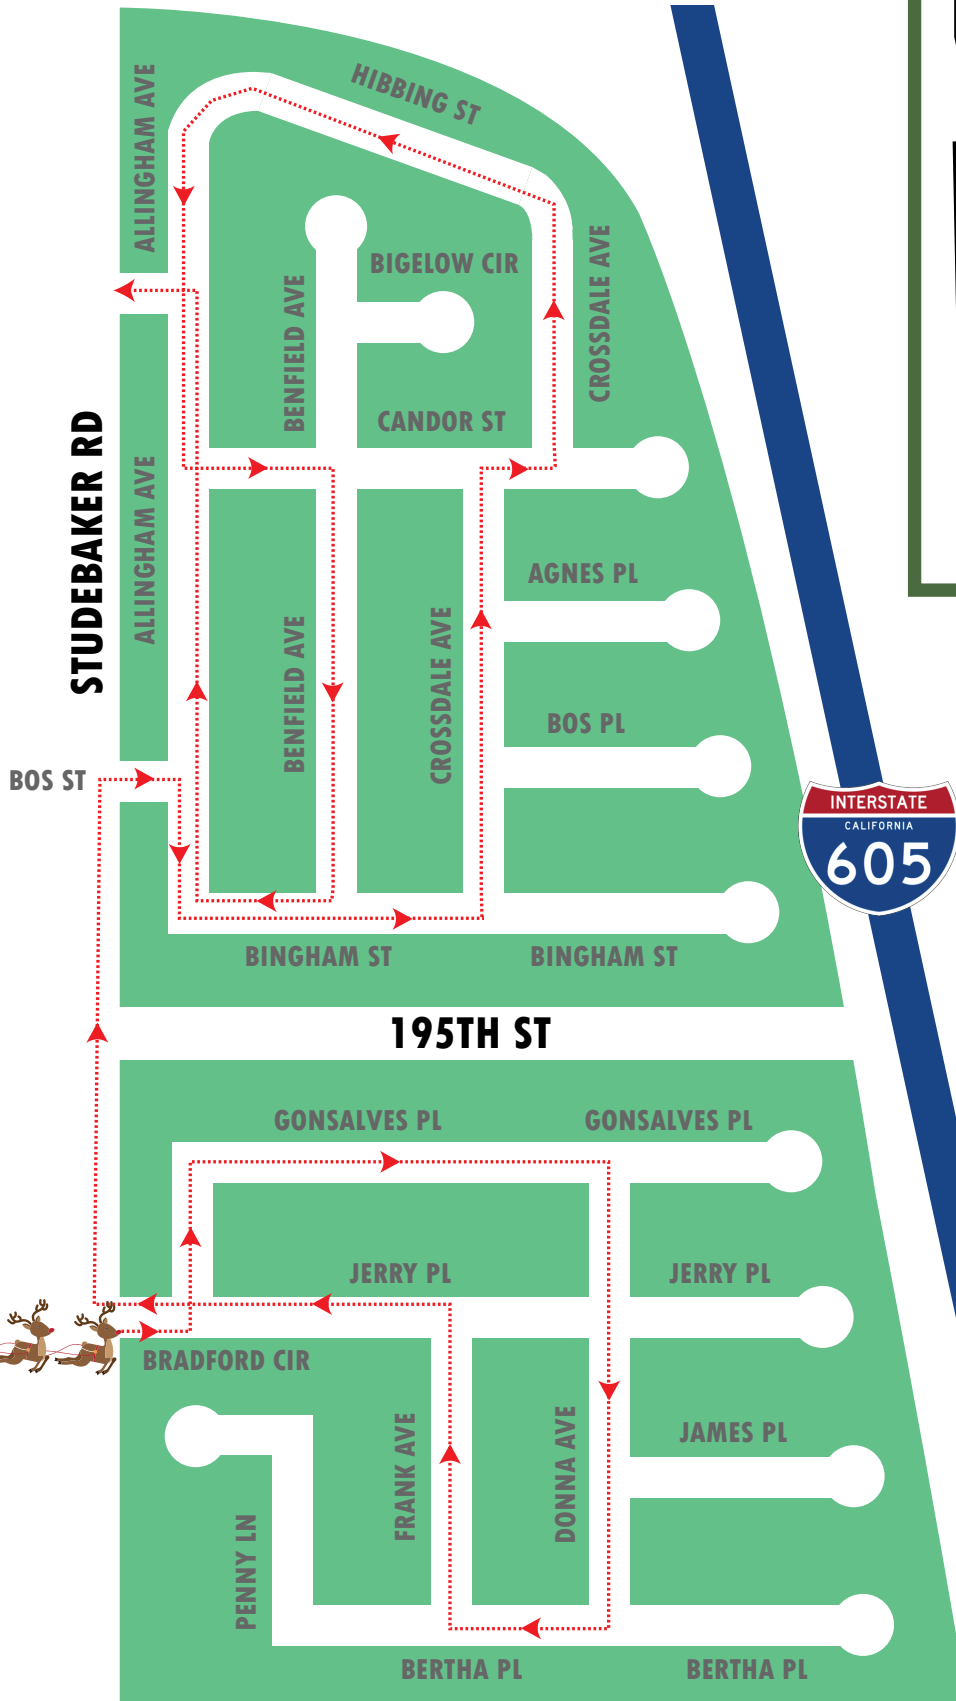 HIBBING ST
ALLINGHAM AVE
BIGELOW CIR
BENFIELD AVE
CROSSDALE AVE
CANDOR ST
STUDEBAKER RD
ALLINGHAM AVE
AGNES PL
BENFIELD AVE
CROSSDALE AVE
BOS PL
BOS ST
INTERSTATE
CALIFORNIA
605
BINGHAM ST
BINGHAM ST
195TH ST
GONSALVES PL
GONSALVES PL
JERRY PL
JERRY PL
BRADFORD CIR
FRANK AVE
DONNA AVE
JAMES PL
PENNY LN
BERTHA PL
BERTHA PL